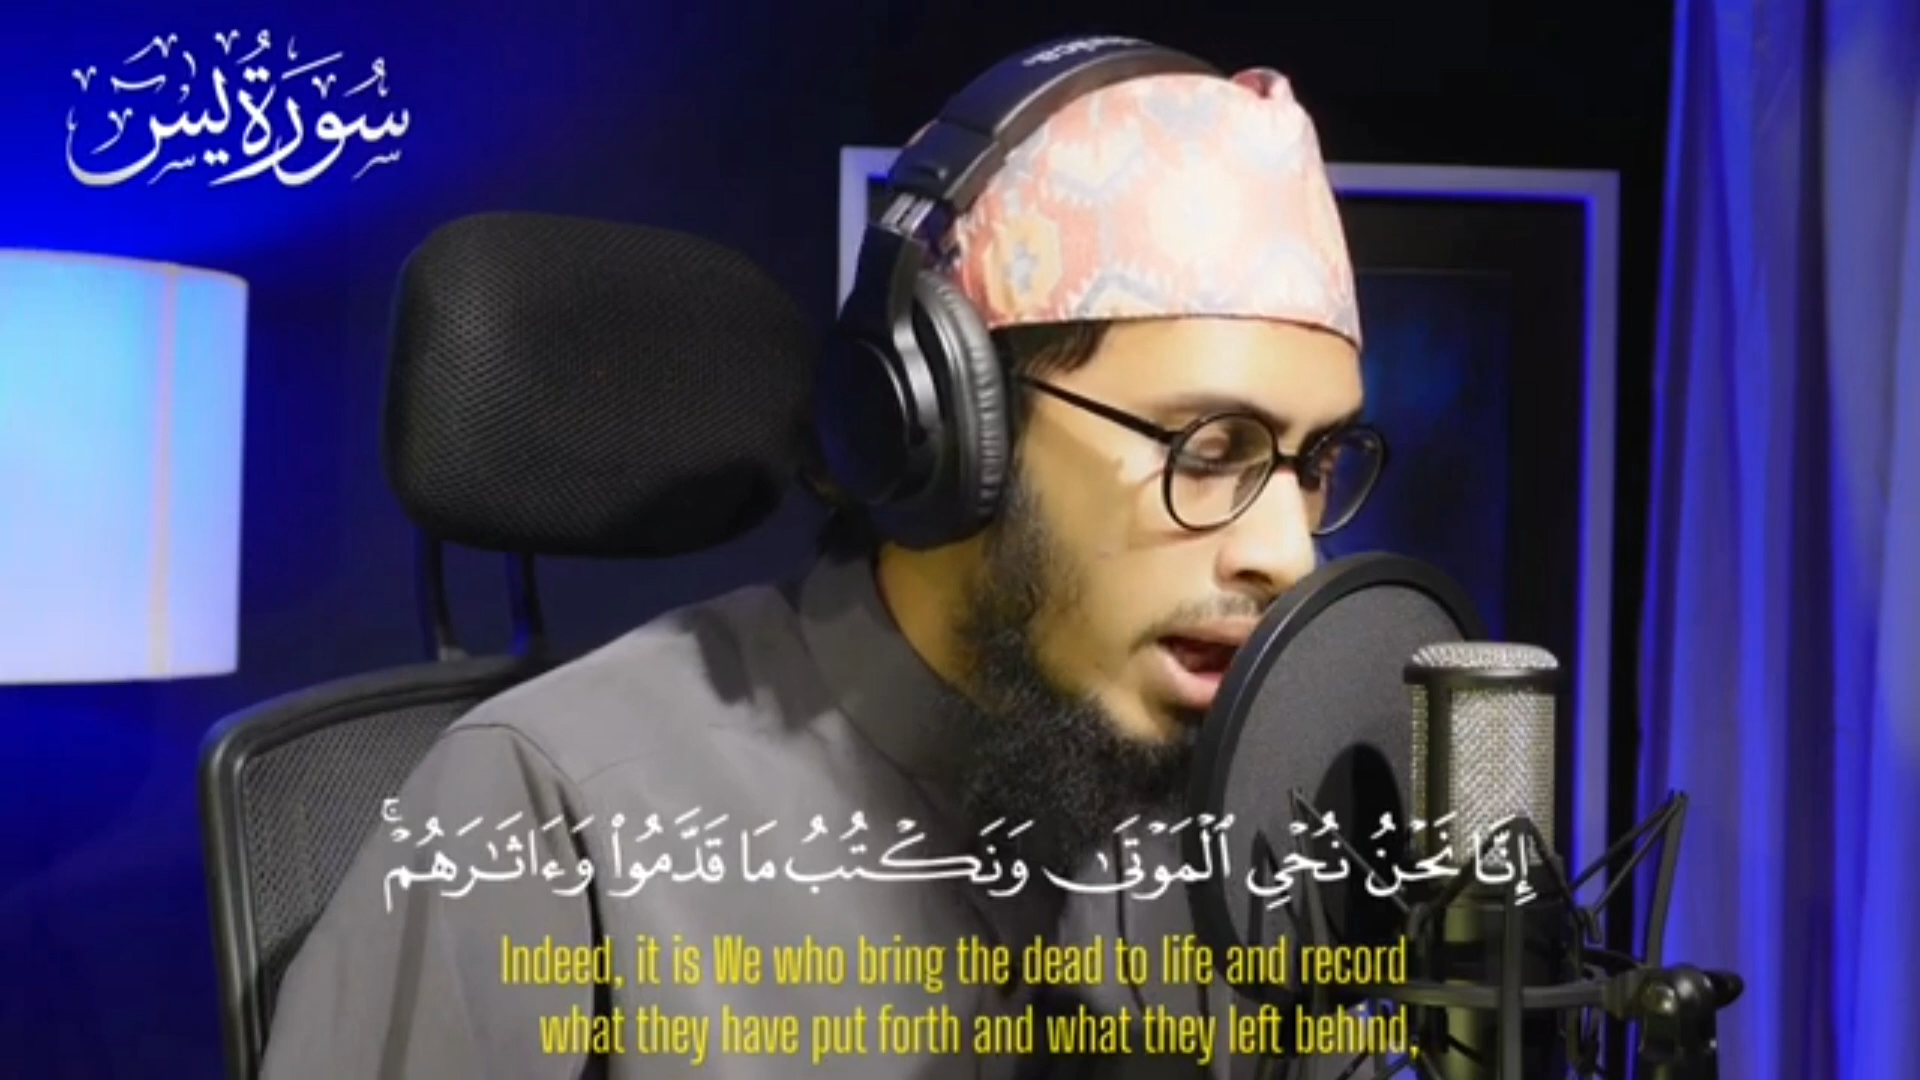 سُورَةُ يسٓ
إِنَّا نَحْنُ نُحْىِ ٱلْمَوْتَىٰ وَنَكْتُبُ مَا قَدَّمُوا۟ وَءَاثَـٰرَهُمْ ۚ
Indeed, it is We who bring the dead to life and record
what they have put forth and what they left behind,